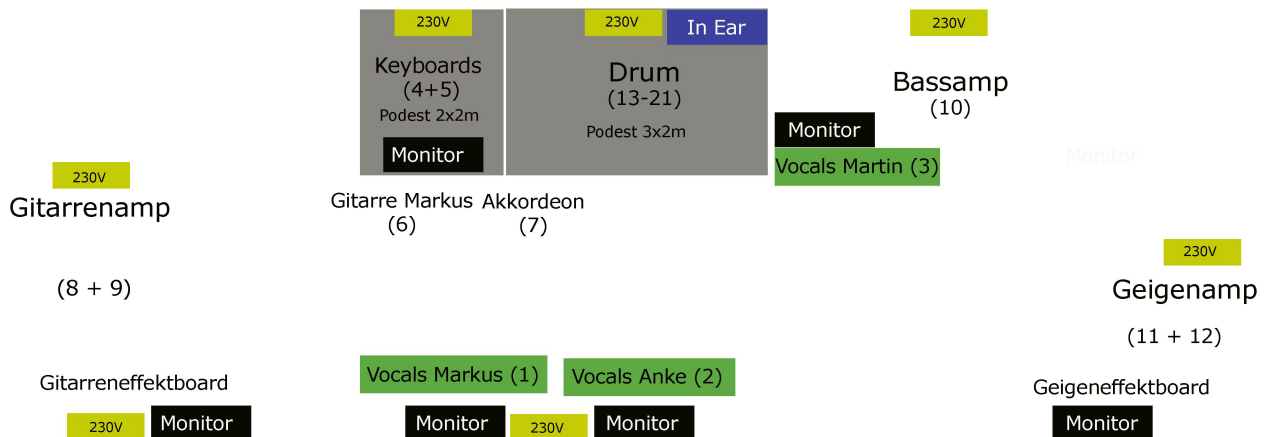 230V
230V
In Ear
230V
Keyboards
(4+5)
Podest 2x2m
Monitor
Drum
(13-21)
Podest 3x2m
Bassamp
(10)
Monitor
Vocals Martin (3)
Monitor
230V
Gitarrenamp
(8 + 9)
Gitarre Markus
(6)
Akkordeon
(7)
230V
Geigenamp
(11 + 12)
Vocals Markus (1)
Vocals Anke (2)
Gitarreneffektboard
Geigeneffektboard
230V
Monitor
Monitor
230V
Monitor
Monitor